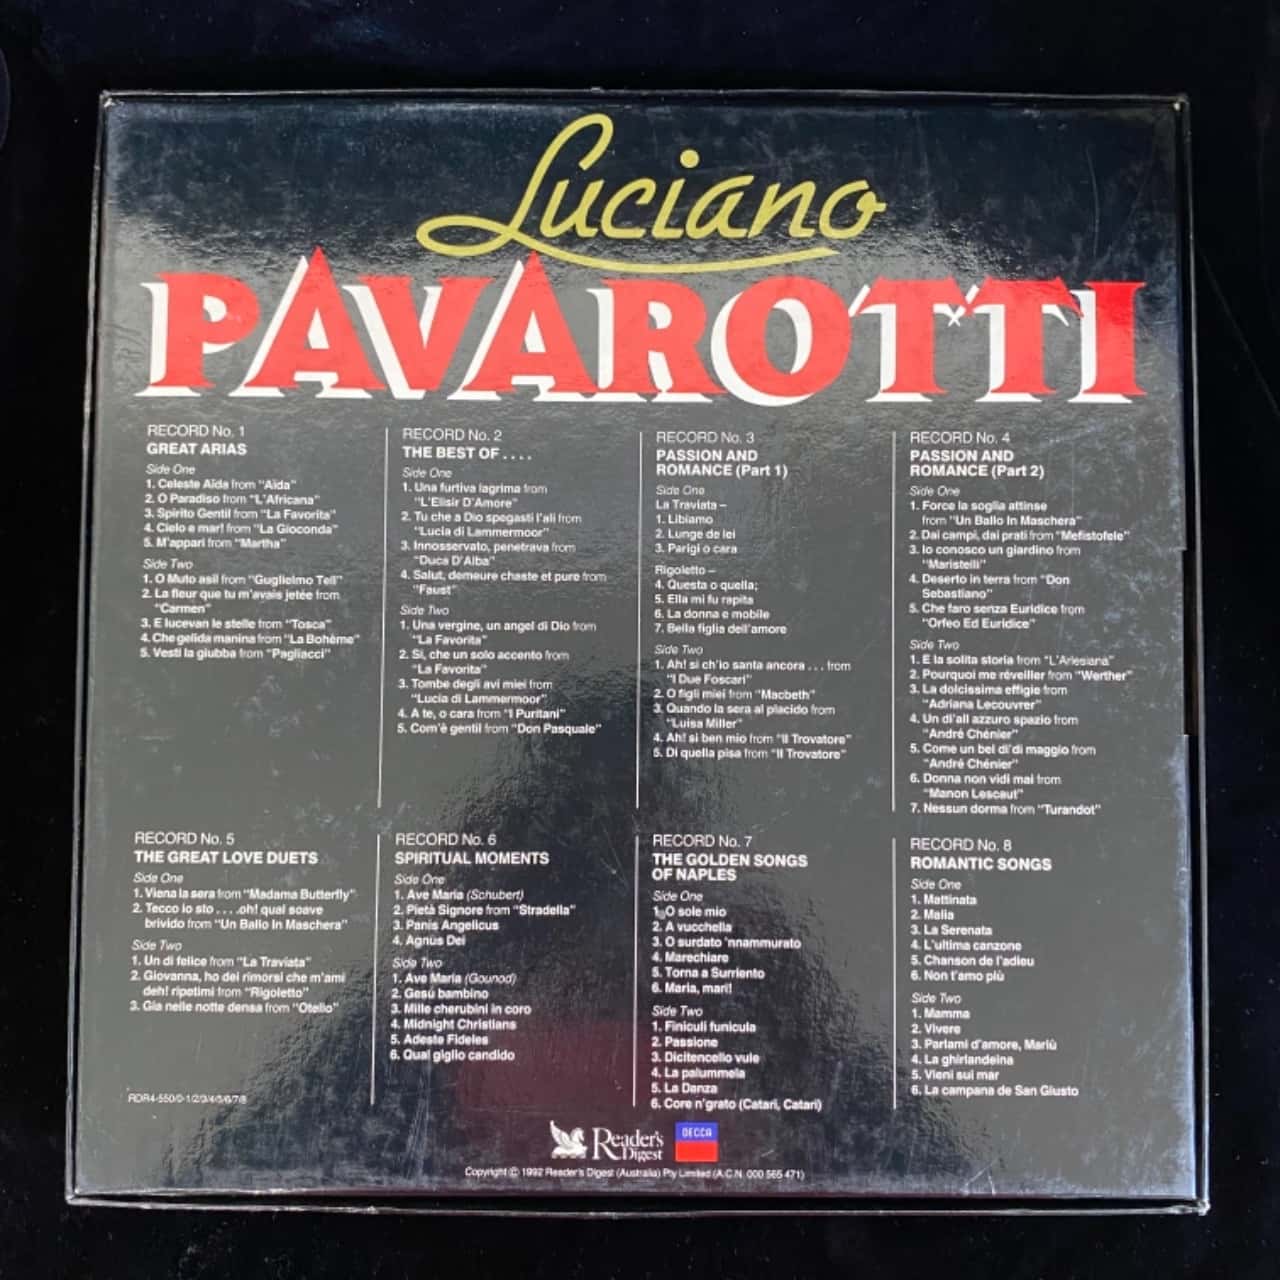 Luciano
PAVAROTTI
RECORD No. 1
GREAT ARIAS
Side One
1. Celeste Aïda from "Aïda"
2. O Paradiso from "L'Africana"
3. Spirito Gentil from "La Favorita"
4. Cielo e mar! from "La Gioconda"
5. M'appari from "Martha"
Side Two
1. O Muto asil from "Guglielmo Tell"
2. La fleur que tu m'avais jetée from
"Carmen"
3. E lucevan le stelle from "Tosca"
4. Che gelida manina from "La Bohème"
5. Vesti la giubba from "Pagliacci"
RECORD No. 2
THE BEST OF . . . .
Side One
1. Una furtiva lagrima from
"L'Elisir D'Amore"
2. Tu che a Dio spegasti l'ali from
"Lucia di Lammermoor"
3. Innosservato, penetrava from
"Duca D'Alba"
4. Salut, demeure chaste et pure from
"Faust"
Side Two
1. Una vergine, un angel di Dio from
"La Favorita"
2. Si, che un solo accento from
"La Favorita"
3. Tombe degli avi miei from
"Lucia di Lammermoor"
4. A te, o cara from "I Puritani"
5. Com'è gentil from "Don Pasquale"
RECORD No. 3
PASSION AND
ROMANCE (Part 1)
Side One
La Traviata –
1. Libiamo
2. Lunge de lei
3. Parigi o cara
Rigoletto –
4. Questa o quella;
5. Ella mi fu rapita
6. La donna e mobile
7. Bella figlia dell'amore
Side Two
1. Ah! si ch'io santa ancora . . . from
"I Due Foscari"
2. O figli miei from "Macbeth"
3. Quando la sera al placido from
"Luisa Miller"
4. Ah! si ben mio from "Il Trovatore"
5. Di quella pisa from "Il Trovatore"
RECORD No. 4
PASSION AND
ROMANCE (Part 2)
Side One
1. Force la soglia attinse
from "Un Ballo In Maschera"
2. Dai campi, dai prati from "Mefistofele"
3. Io conosco un giardino from
"Maristelli"
4. Deserto in terra from "Don
Sebastiano"
5. Che faro senza Euridice from
"Orfeo Ed Euridice"
Side Two
1. E la solita storia from "L'Arlesiana"
2. Pourquoi me réveiller from "Werther"
3. La dolcissima effigie from
"Adriana Lecouvrer"
4. Un di'all azzuro spazio from
"André Chénier"
5. Come un bel di'di maggio from
"André Chénier"
6. Donna non vidi mai from
"Manon Lescaut"
7. Nessun dorma from "Turandot"
RECORD No. 5
THE GREAT LOVE DUETS
Side One
1. Viena la sera from "Madama Butterfly"
2. Tecco lo sto . . . .oh! qual soave
brivido from "Un Ballo In Maschera"
Side Two
1. Un di felice from "La Traviata"
2. Giovanna, ho dei rimorsi che m'ami
deh! ripetimi from "Rigoletto"
3. Gia nelle notte densa from "Otello"
RECORD No. 6
SPIRITUAL MOMENTS
Side One
1. Ave Maria (Schubert)
2. Pietà Signore from "Stradella"
3. Panis Angelicus
4. Agnus Dei
Side Two
1. Ave Maria (Gounod)
2. Gesù bambino
3. Mille cherubini in coro
4. Midnight Christians
5. Adeste Fideles
6. Qual giglio candido
RECORD No. 7
THE GOLDEN SONGS
OF NAPLES
Side One
1. O sole mio
2. A vucchella
3. O surdato 'nnammurato
4. Marechiare
5. Torna a Surriento
6. Maria, mari!
Side Two
1. Finiculi funicula
2. Passione
3. Dicitencello vule
4. La palummela
5. La Danza
6. Core n'grato (Catari, Catari)
RECORD No. 8
ROMANTIC SONGS
Side One
1. Mattinata
2. Malia
3. La Serenata
4. L'ultima canzone
5. Chanson de l'adieu
6. Non t'amo più
Side Two
1. Mamma
2. Vivere
3. Parlami d'amore, Mariù
4. La ghirlandeina
5. Vieni sui mar
6. La campana de San Giusto
RDR4-550/0-1/2/3/4/5/6/7/8
Reader's
Digest
DECCA
Copyright © 1992 Reader's Digest (Australia) Pty Limited (A.C.N. 000 565 471)